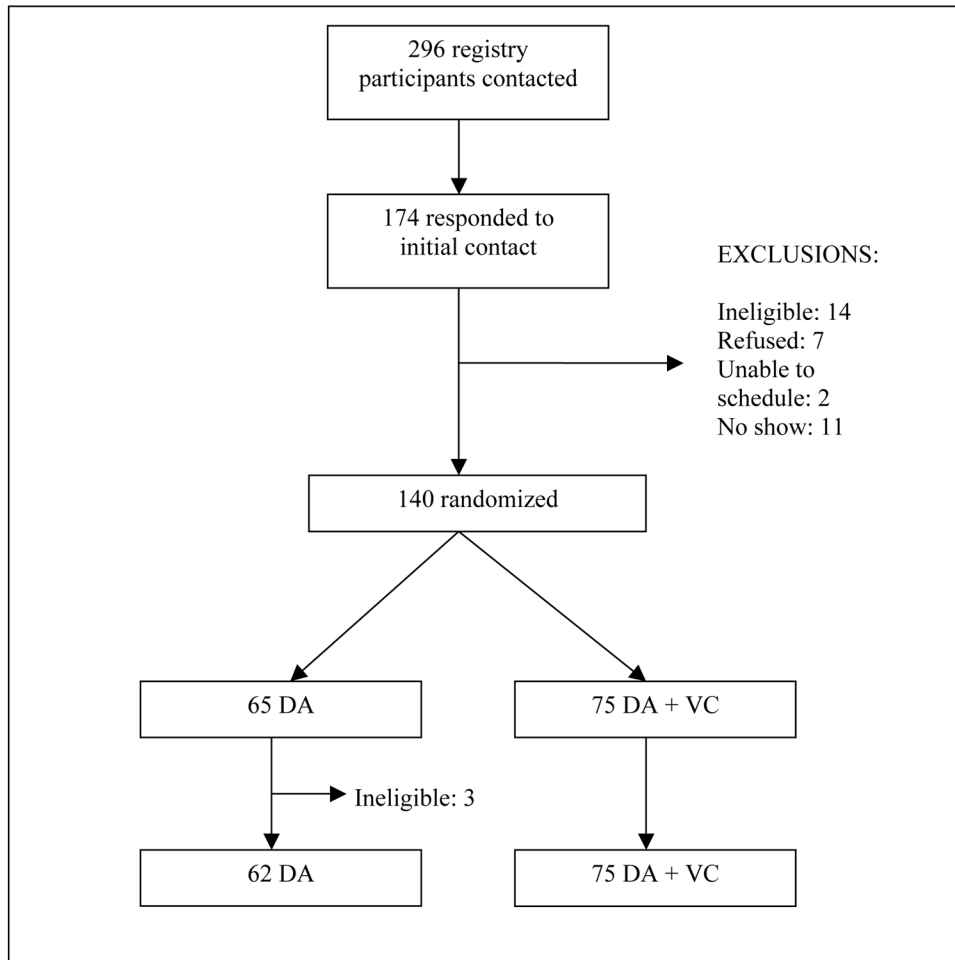 296 registry
participants contacted
174 responded to
initial contact
EXCLUSIONS:
Ineligible: 14
Refused: 7
Unable to
schedule: 2
No show: 11
140 randomized
65 DA
75 DA + VC
Ineligible: 3
62 DA
75 DA + VC